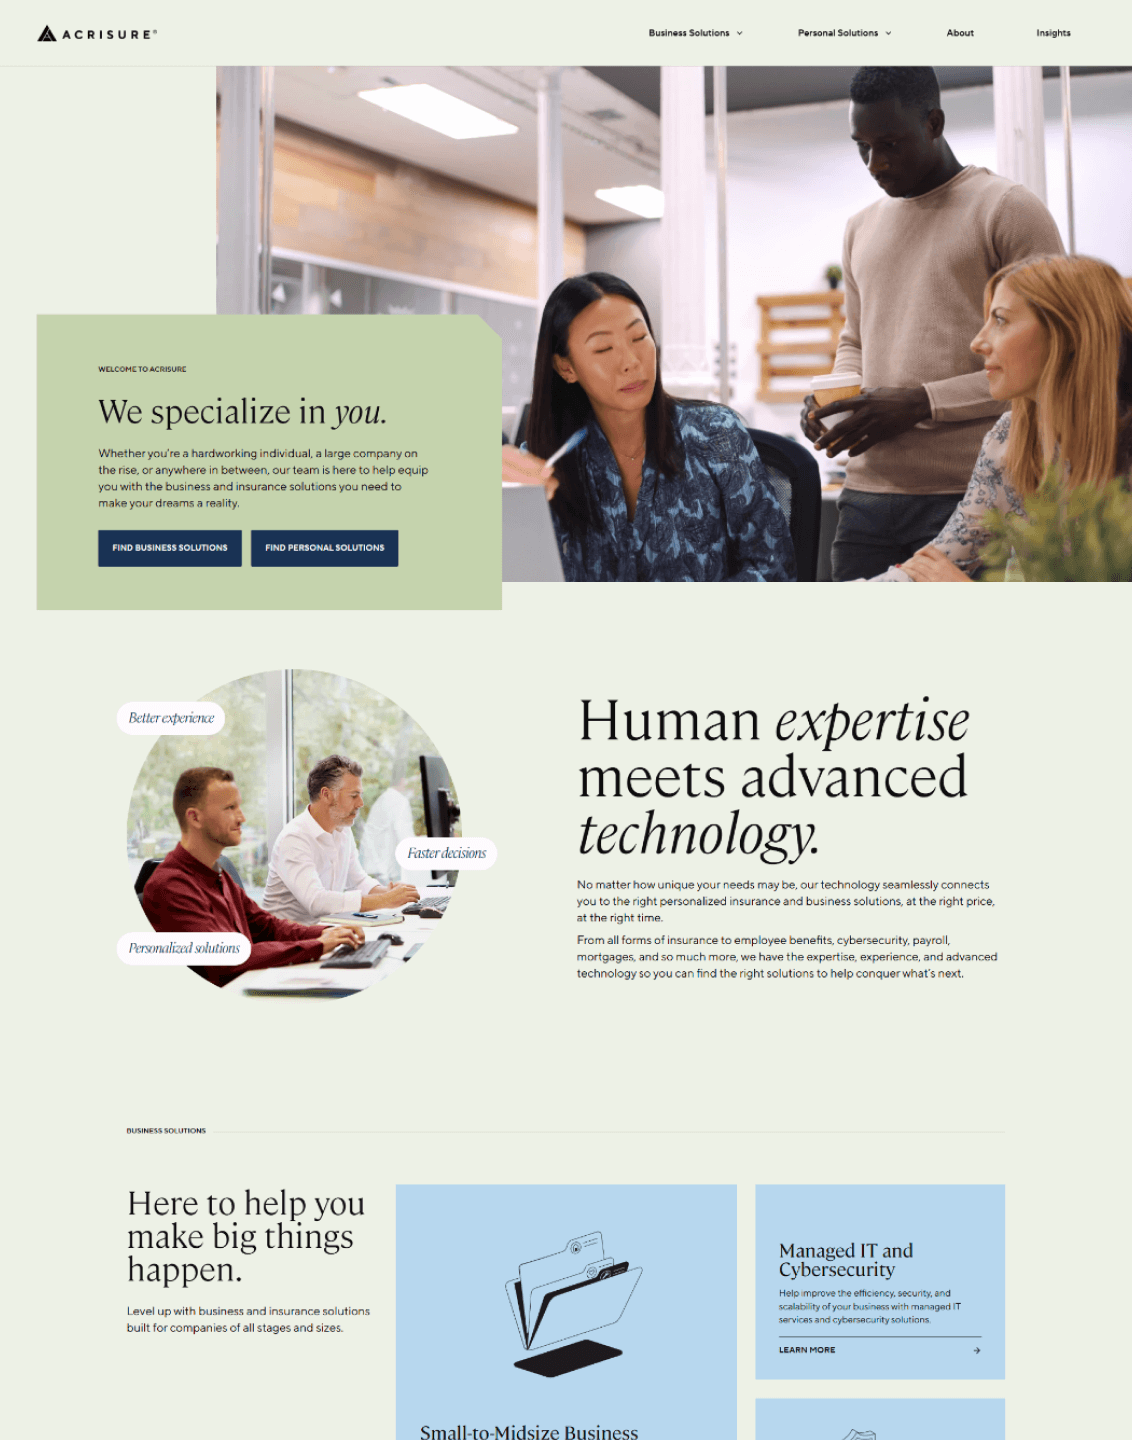 ACRISURE®
Business Solutions
Personal Solutions
About
Insights
WELCOME TO ACRISURE
We specialize in you.
Whether you're a hardworking individual, a large company on
the rise, or anywhere in between, our team is here to help equip
you with the business and insurance solutions you need to
make your dreams a reality.
FIND BUSINESS SOLUTIONS
FIND PERSONAL SOLUTIONS
Better experience
Faster decisions
Personalized solutions
Human expertise
meets advanced
technology.
No matter how unique your needs may be, our technology seamlessly connects
you to the right personalized insurance and business solutions, at the right price,
at the right time.
From all forms of insurance to employee benefits, cybersecurity, payroll,
mortgages, and so much more, we have the expertise, experience, and advanced
technology so you can find the right solutions to help conquer what's next.
BUSINESS SOLUTIONS
Here to help you
make big things
happen.
Level up with business and insurance solutions
built for companies of all stages and sizes.
Small-to-Midsize Business
Managed IT and
Cybersecurity
Help improve the efficiency, security, and
scalability of your business with managed IT
services and cybersecurity solutions.
LEARN MORE